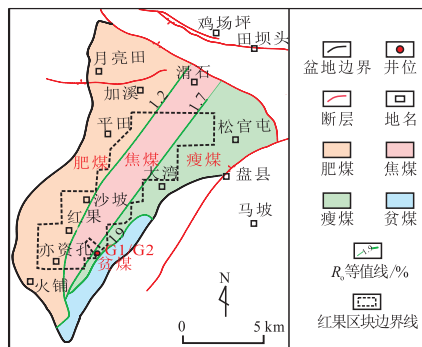 鸡场坪
田坝头
月亮田
滑石
加溪
1.2
1.7
平田
松官屯
肥煤
焦煤
瘦煤
大湾
盘县
沙坡
马坡
红果
1.9
亦资孔
G1/G2
贫煤
火铺
N
0 5 km
盆地边界 井位
断层 地名
肥煤 焦煤
瘦煤 贫煤
1.9
Ro等值线/%
红果区块边界线